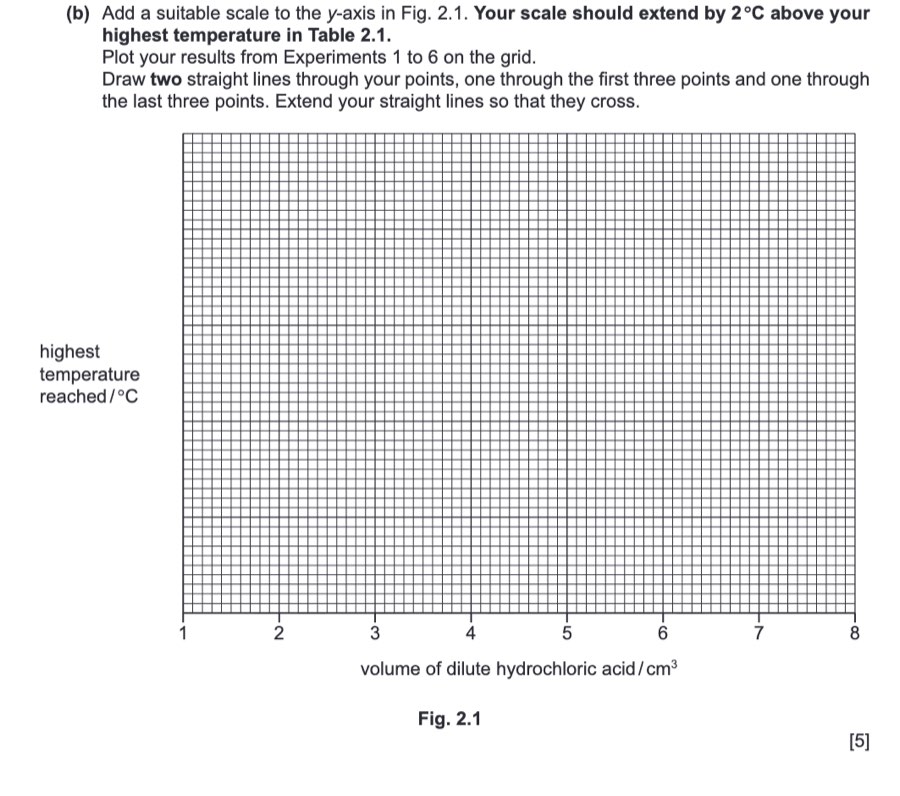 (b) Add a suitable scale to the y-axis in Fig. 2.1. Your scale should extend by 2 °C above your
highest temperature in Table 2.1.
Plot your results from Experiments 1 to 6 on the grid.
Draw two straight lines through your points, one through the first three points and one through
the last three points. Extend your straight lines so that they cross.
highest
temperature
reached / °C
1 2 3 4 5 6 7 8
volume of dilute hydrochloric acid / cm³
Fig. 2.1
[5]